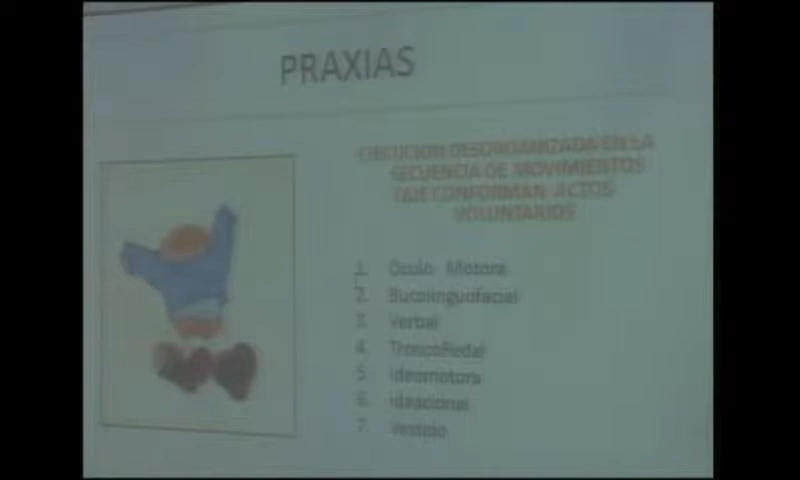 PRAXIAS
EJECUCION DESORGANIZADA EN LA
SECUENCIA DE MOVIMIENTOS
QUE CONFORMAN ACTOS
VOLUNTARIOS
1. Oculo Motora
2. Bucolinguofacial
3. Verbal
4. TroncoPedal
5. Ideomotora
6. Ideacional
7. Vestido